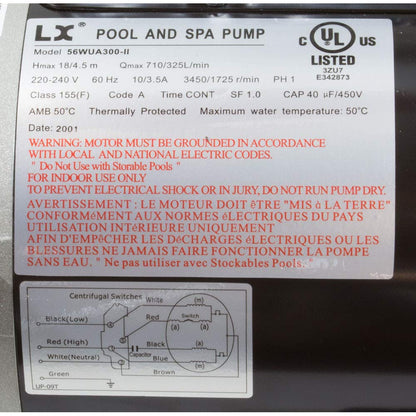 LX POOL AND SPA PUMP
Model 56WUA300-II
Hmax 18/4.5 m Qmax 710/325L/min
220-240 V 60 Hz 10/3.5A 3450/1725 r/min PH 1
Class 155(F) Code A Time CONT SF 1.0 CAP 40 µF/450V
AMB 50°C Thermally Protected Maximum water temperature: 50°C
Date: 2001
c UL US
LISTED
3ZU7
E342873
WARNING: MOTOR MUST BE GROUNDED IN ACCORDANCE
WITH LOCAL AND NATIONAL ELECTRIC CODES.
" Do Not Use with Storable Pools "
FOR INDOOR USE ONLY
TO PREVENT ELECTRICAL SHOCK OR IN JURY, DO NOT RUN PUMP DRY.
AVERTISSEMENT : LE MOTEUR DOIT êTRE "MIS à LA TERRE"
CONFORMéMENT AUX NORMES éLECTRIQUES DU PAYS
UTILISATION INTéRIEURE UNIQUEMENT
AFIN D'EMPêCHER LES DéCHARGES éLECTRIQUES OU LES
BLESSURES NE JAMAIS FAIRE FONCTIONNER LA POMPE
SANS EAU. " Ne pas utiliser avec Stockables Pools."
Centrifugal Switches
White
(m)
Black(Low)
Red
Switch
(a)
(a)
Red (High)
Capacitor
Black
White(Neutral)
Blue
(m)
Green
Brown
UP-09T